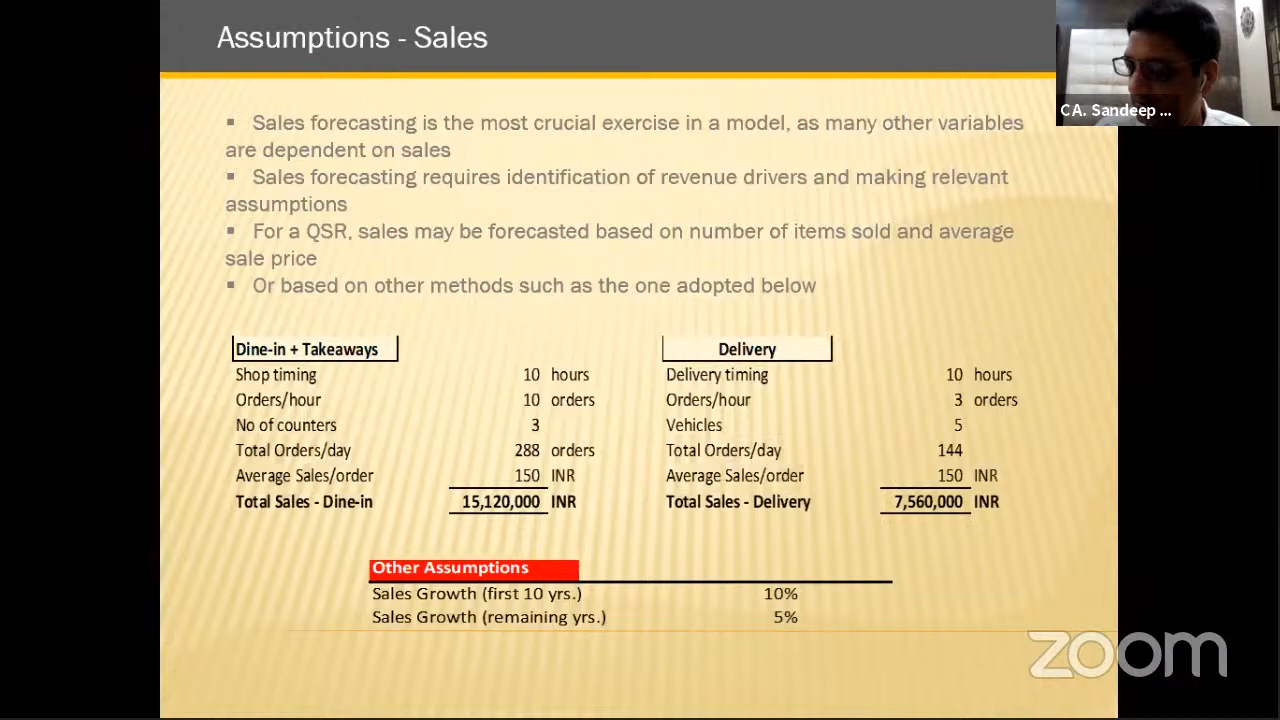 Assumptions - Sales
CA. Sandeep ...
▪ Sales forecasting is the most crucial exercise in a model, as many other variables
are dependent on sales
▪ Sales forecasting requires identification of revenue drivers and making relevant
assumptions
▪ For a QSR, sales may be forecasted based on number of items sold and average
sale price
▪ Or based on other methods such as the one adopted below
Dine-in + Takeaways
Shop timing 10 hours
Orders/hour 10 orders
No of counters 3
Total Orders/day 288 orders
Average Sales/order 150 INR
Total Sales - Dine-in 15,120,000 INR
Delivery
Delivery timing 10 hours
Orders/hour 3 orders
Vehicles 5
Total Orders/day 144
Average Sales/order 150 INR
Total Sales - Delivery 7,560,000 INR
Other Assumptions
Sales Growth (first 10 yrs.) 10%
Sales Growth (remaining yrs.) 5%
zoom